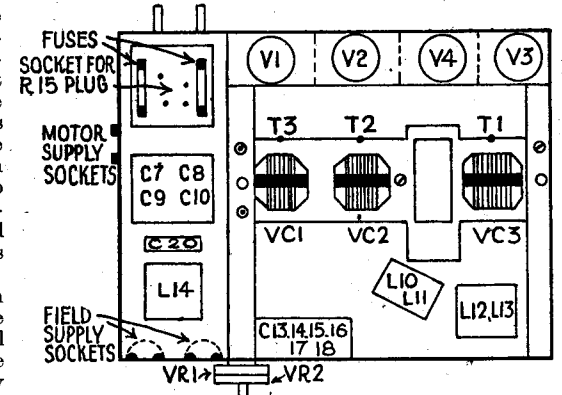 FUSES
SOCKET FOR
R15 PLUG
MOTOR
SUPPLY
SOCKETS
C7 C8
C9 C10
C20
L14
FIELD
SUPPLY
SOCKETS
V1 V2 V4 V3
T3 T2 T1
VC1 VC2 VC3
L10
L11
L12,L13
C13.14.15.16
17 18
VR1 VR2